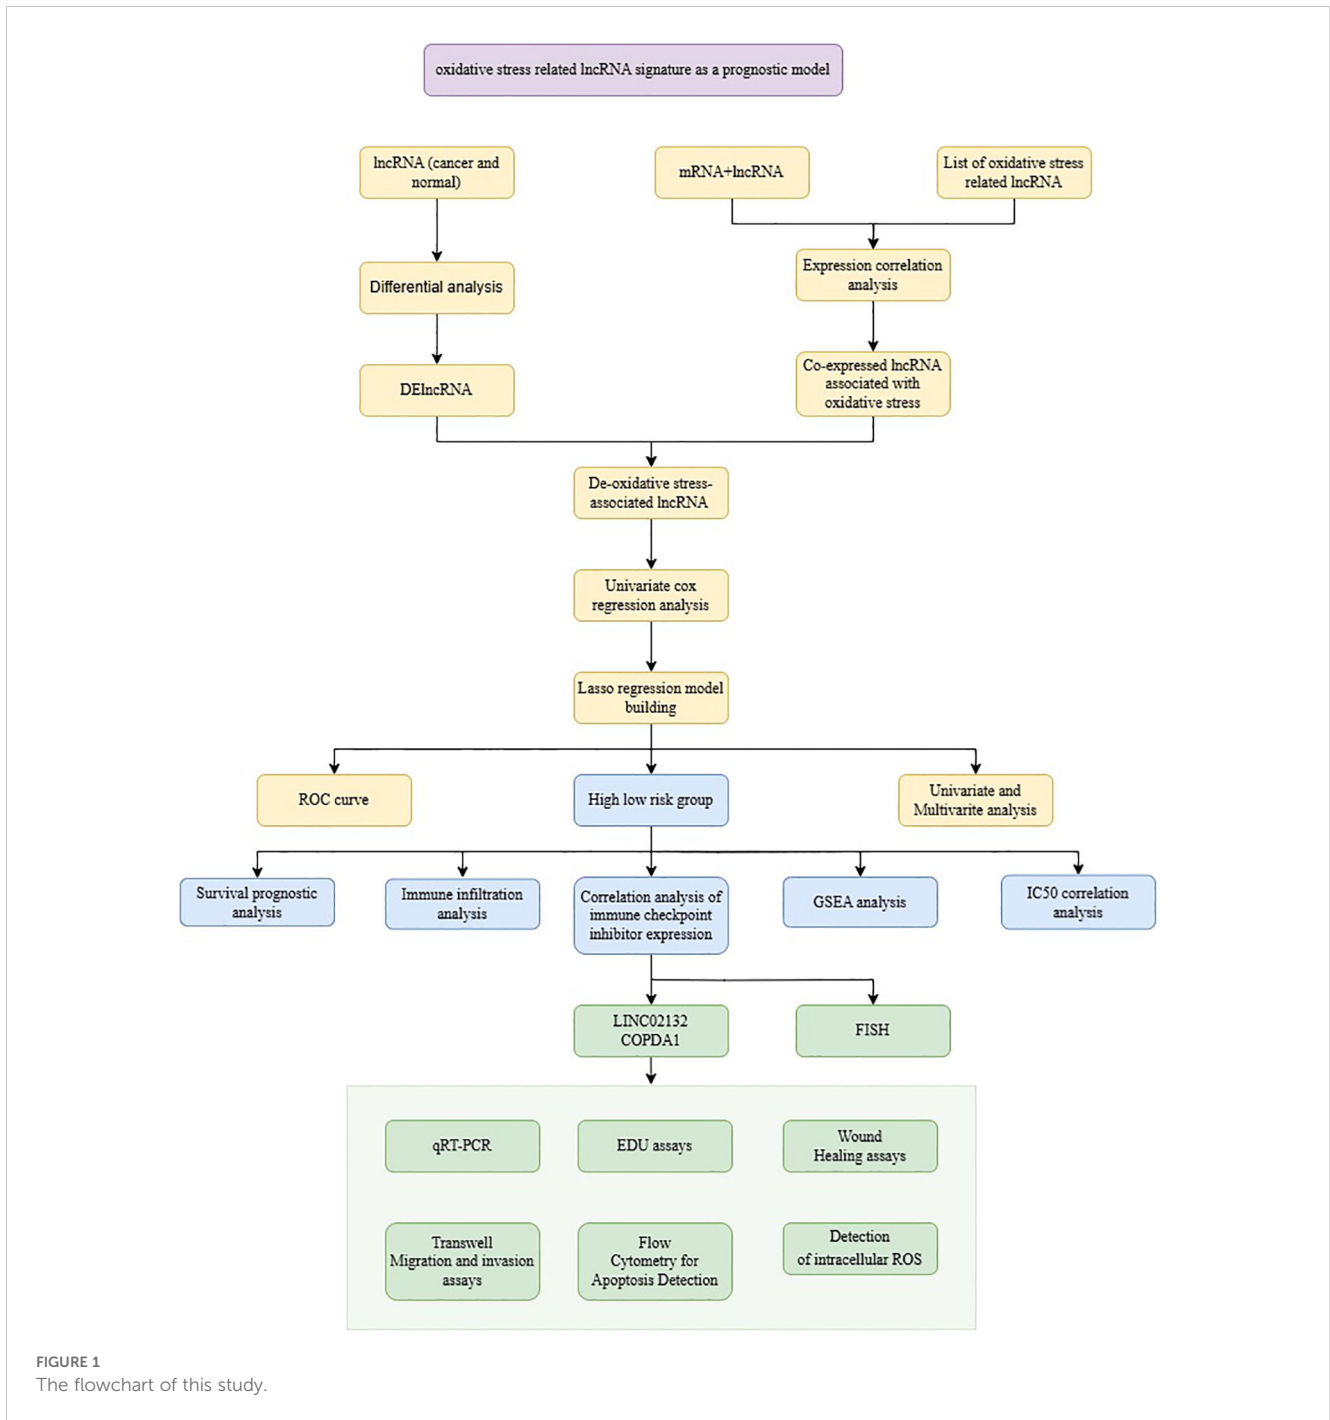 oxidative stress related lncRNA signature as a prognostic model
lncRNA (cancer and
normal)
mRNA+lncRNA
List of oxidative stress
related lncRNA
Differential analysis
Expression correlation
analysis
DElncRNA
Co-expressed lncRNA
associated with
oxidative stress
De-oxidative stress-
associated lncRNA
Univariate cox
regression analysis
Lasso regression model
building
ROC curve
High low risk group
Univariate and
Multivarite analysis
Survival prognostic
analysis
Immune infiltration
analysis
Correlation analysis of
immune checkpoint
inhibitor expression
GSEA analysis
IC50 correlation
analysis
LINC02132
COPDA1
FISH
qRT-PCR
EDU assays
Wound
Healing assays
Transwell
Migration and invasion
assays
Flow
Cytometry for
Apoptosis Detection
Detection
of intracellular ROS
FIGURE 1
The flowchart of this study.